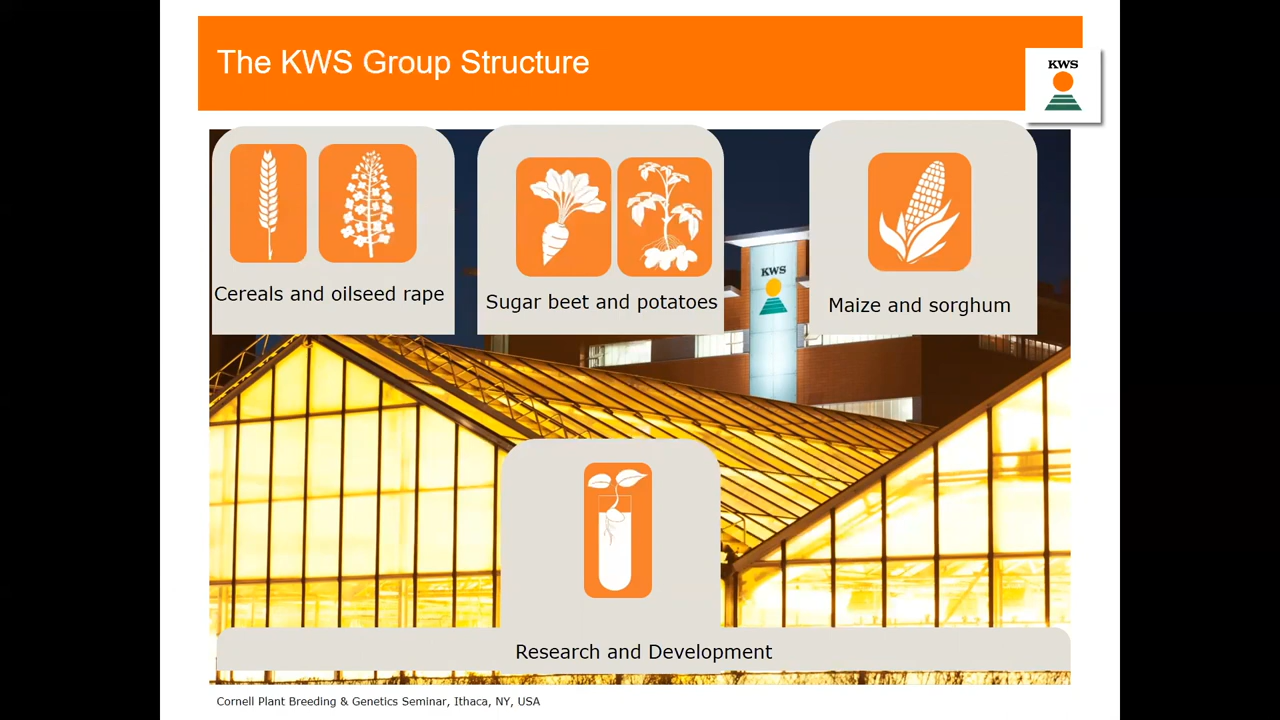 The KWS Group Structure
KWS
Cereals and oilseed rape
Sugar beet and potatoes
KWS
Maize and sorghum
Research and Development
Cornell Plant Breeding & Genetics Seminar, Ithaca, NY, USA